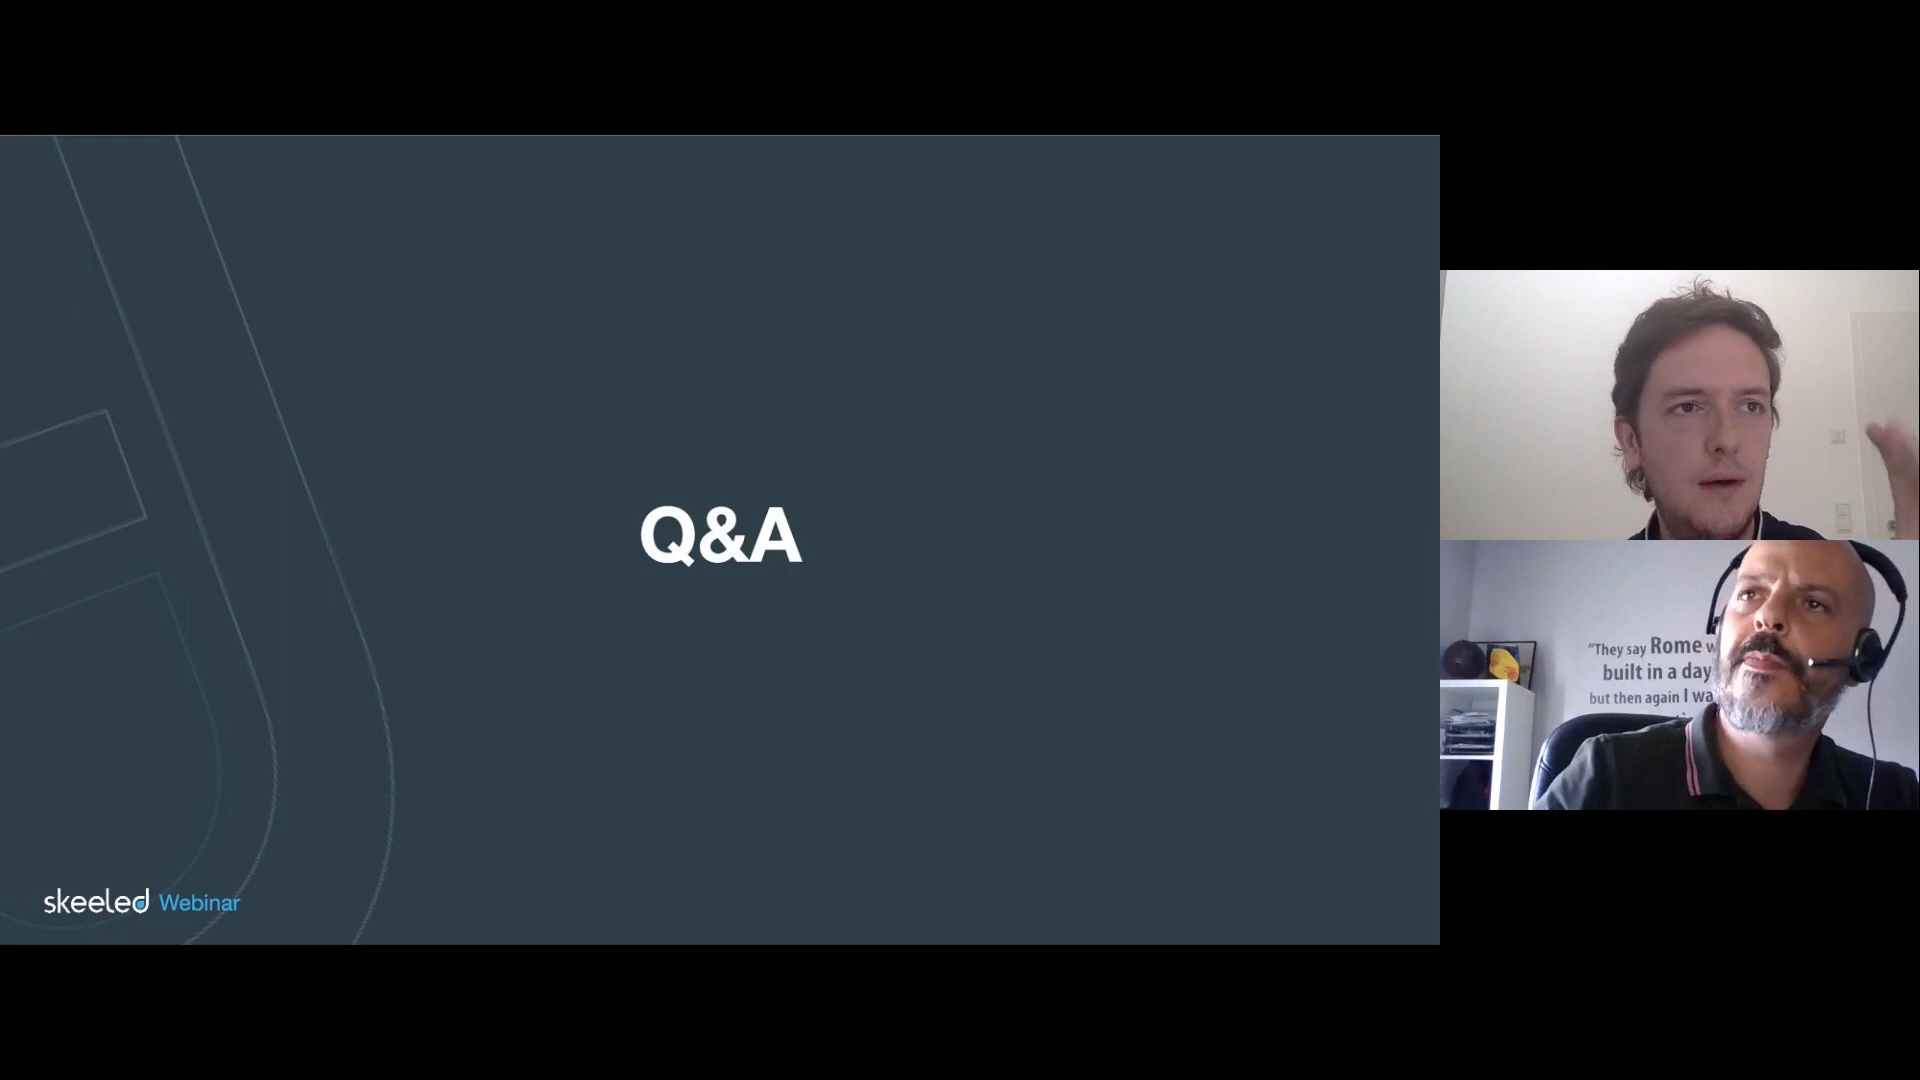 Q&A
skeeled Webinar
“They say Rome w
built in a day
but then again I wa